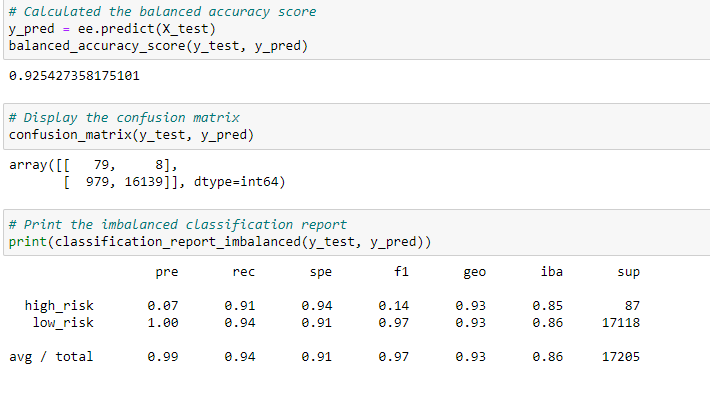 # Calculated the balanced accuracy score
y_pred = ee.predict(X_test)
balanced_accuracy_score(y_test, y_pred)
0.925427358175101
# Display the confusion matrix
confusion_matrix(y_test, y_pred)
array([[   79,     8],
       [  979, 16139]], dtype=int64)
# Print the imbalanced classification report
print(classification_report_imbalanced(y_test, y_pred))
                   pre       rec       spe        f1       geo       iba       sup
  high_risk       0.07      0.91      0.94      0.14      0.93      0.85        87
   low_risk       1.00      0.94      0.91      0.97      0.93      0.86     17118
avg / total       0.99      0.94      0.91      0.97      0.93      0.86     17205